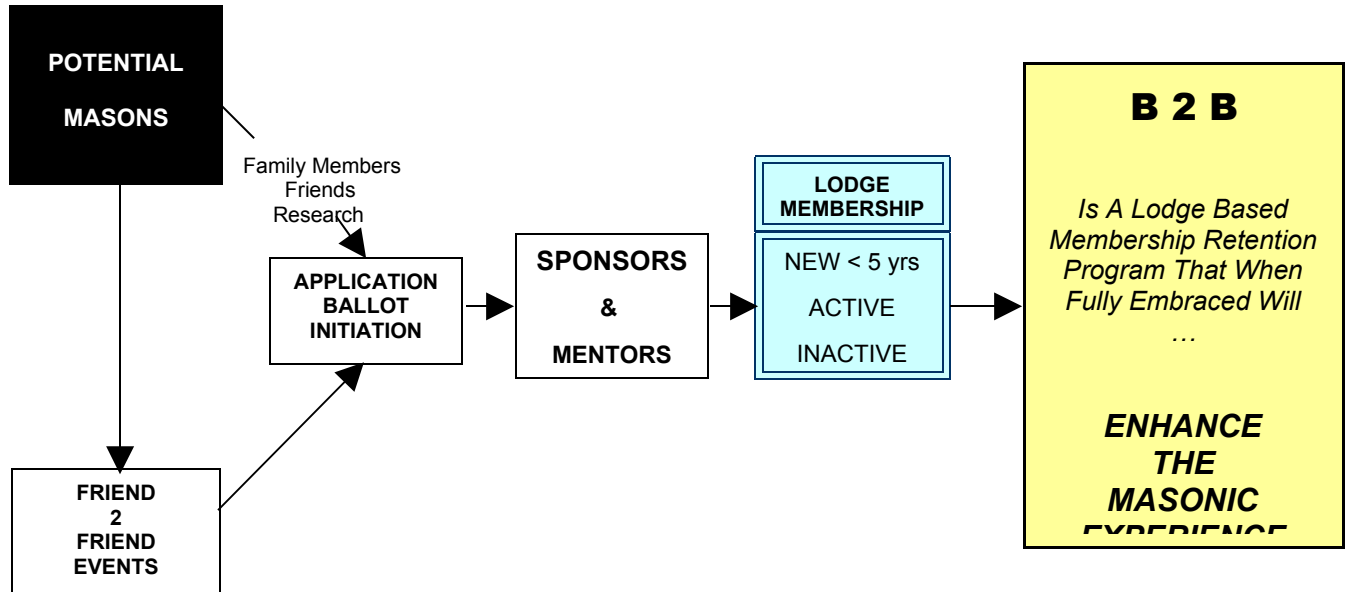 POTENTIAL
MASONS
Family Members
Friends
Research
APPLICATION
BALLOT
INITIATION
SPONSORS
&
MENTORS
LODGE
MEMBERSHIP
NEW < 5 yrs
ACTIVE
INACTIVE
B 2 B
Is A Lodge Based
Membership Retention
Program That When
Fully Embraced Will
…
ENHANCE
THE
MASONIC
EXPERIENCE
FRIEND
2
FRIEND
EVENTS